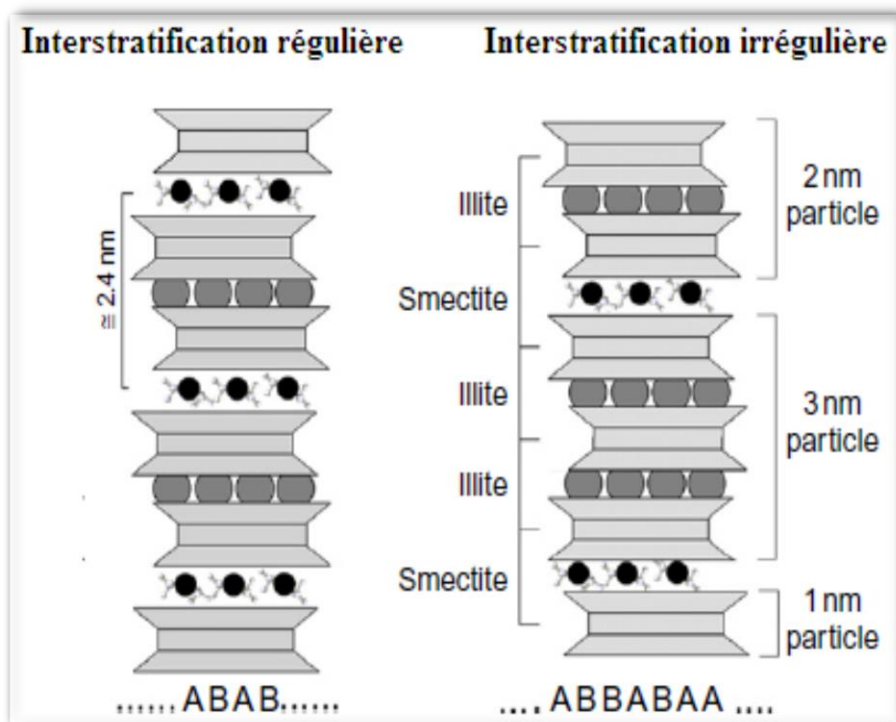 Interstratification régulière
Interstratification irrégulière
≅ 2.4 nm
Illite
Smectite
Illite
Illite
Smectite
2 nm
particle
3 nm
particle
1 nm
particle
......ABAB......
.... ABBABAA ....